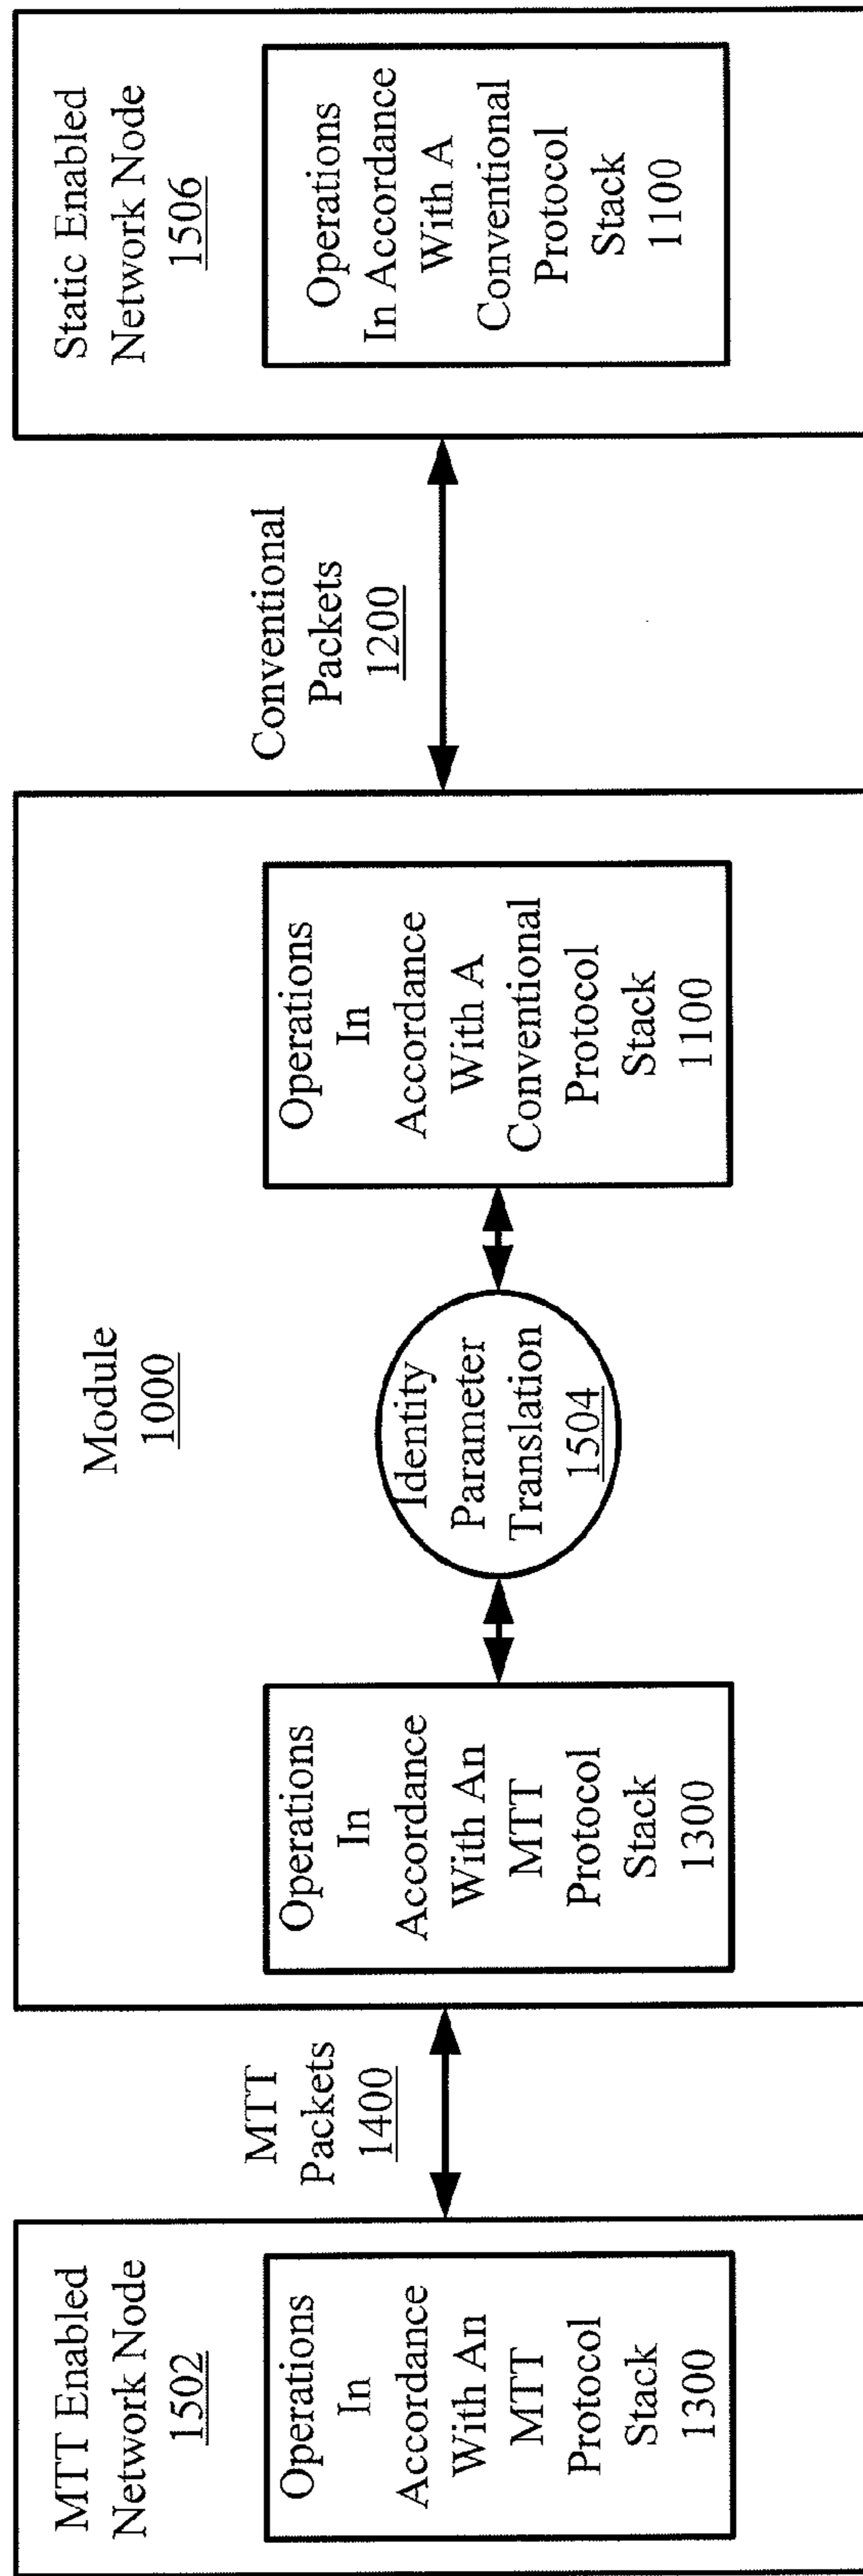 MTT Enabled
Network Node
1502
Operations
In
Accordance
With An
MTT
Protocol
Stack
1300
MTT
Packets
1400
Module
1000
Operations
In
Accordance
With An
MTT
Protocol
Stack
1300
Identity
Parameter
Translation
1504
Operations
In
Accordance
With A
Conventional
Protocol
Stack
1100
Conventional
Packets
1200
Static Enabled
Network Node
1506
Operations
In Accordance
With A
Conventional
Protocol
Stack
1100